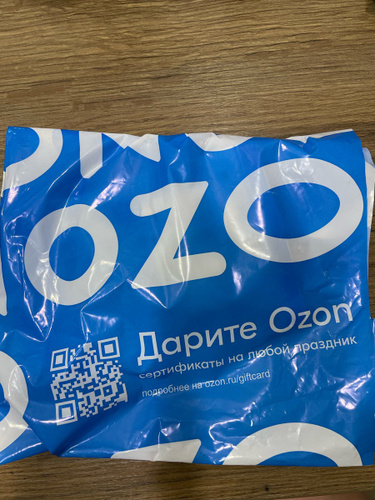 OZO
Дарите Ozon
сертификаты на любой праздник
подробнее на ozon.ru/giftcard